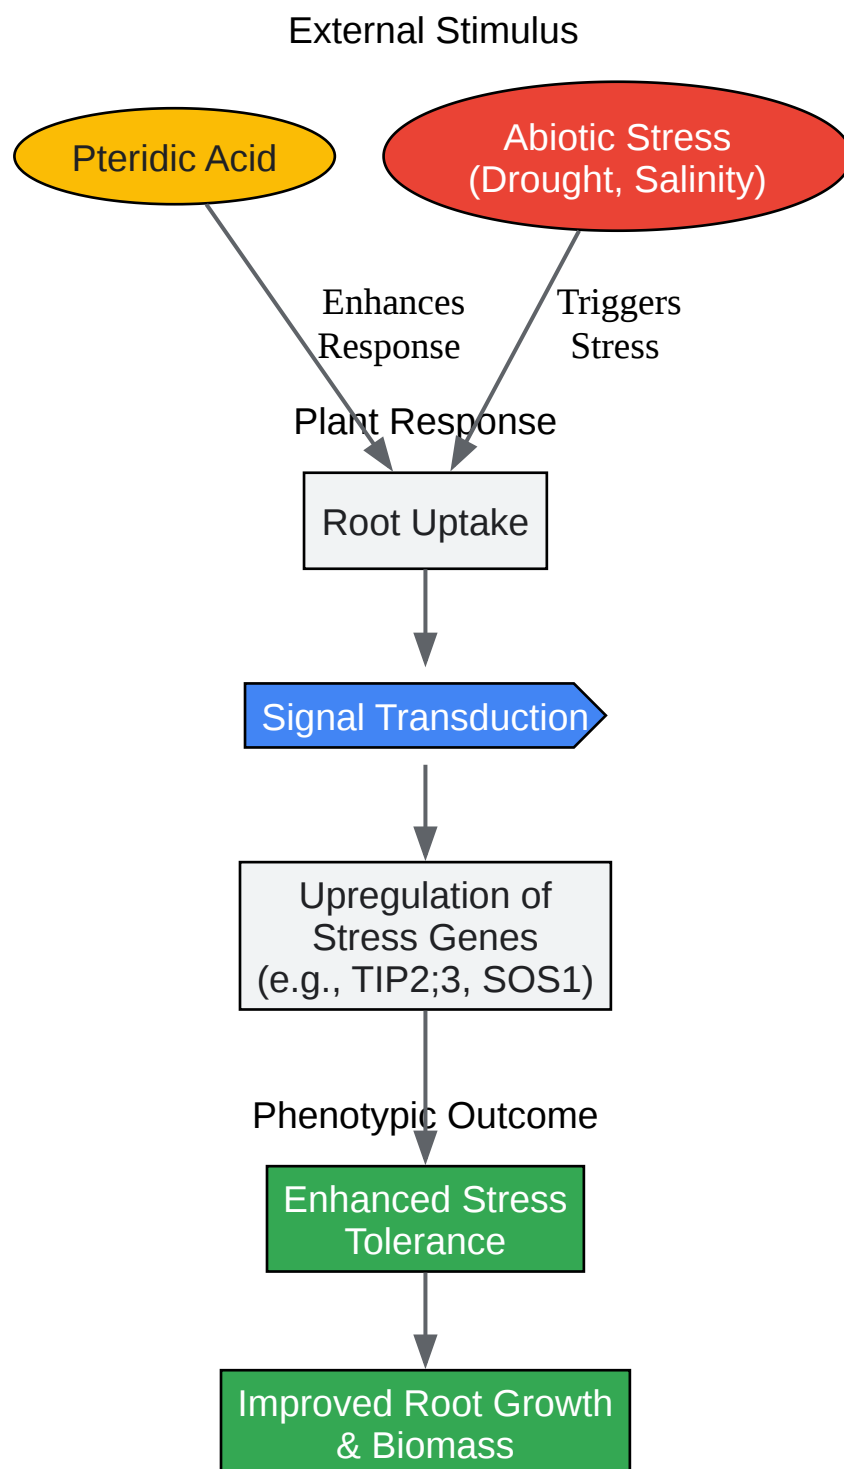 External Stimulus
Pteridic Acid
Abiotic Stress
(Drought, Salinity)
Enhances
Response
Triggers
Stress
Plant Response
Root Uptake
Signal Transduction
Upregulation of
Stress Genes
(e.g., TIP2;3, SOS1)
Phenotypic Outcome
Enhanced Stress
Tolerance
Improved Root Growth
& Biomass